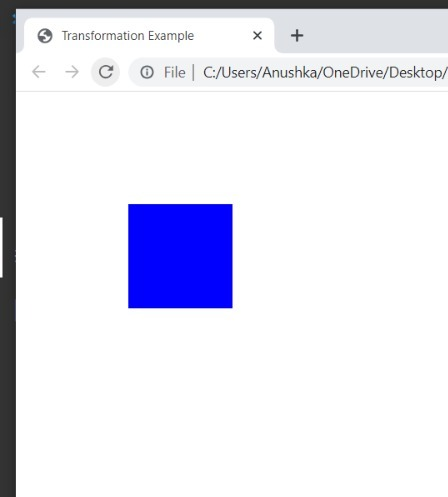 Transformation Example
File | C:/Users/Anushka/OneDrive/Desktop/